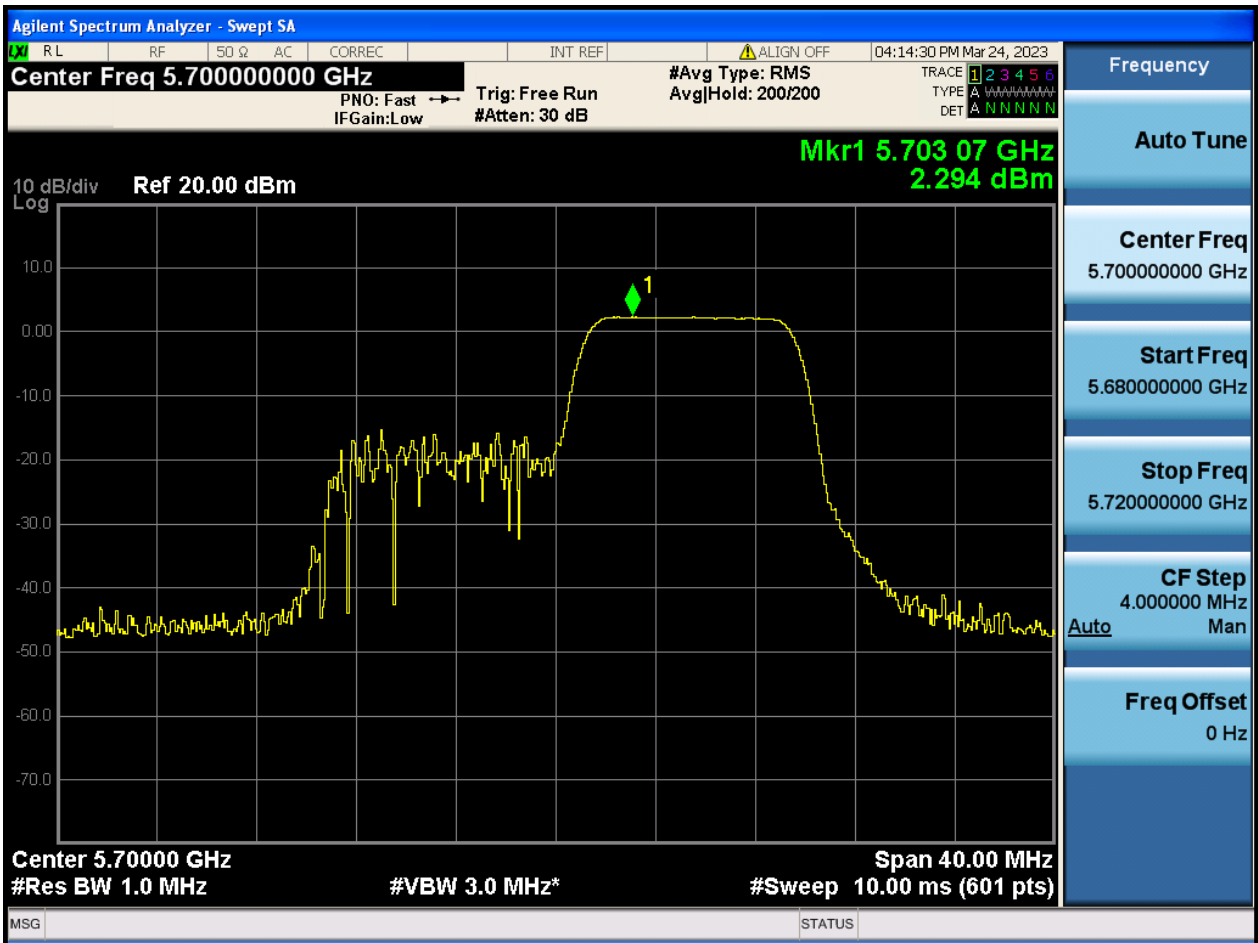 Agilent Spectrum Analyzer - Swept SA
LXI RL RF 50 Ω AC CORREC INT REF ALIGN OFF 04:14:30 PM Mar 24, 2023
Center Freq 5.700000000 GHz
PNO: Fast
IFGain:Low
Trig: Free Run
#Atten: 30 dB
#Avg Type: RMS
Avg|Hold: 200/200
TRACE 1 2 3 4 5 6
TYPE A WWWWW
DET A N N N N N
Mkr1 5.703 07 GHz
2.294 dBm
10 dB/div Ref 20.00 dBm
Log
10.0
0.00
-10.0
-20.0
-30.0
-40.0
-50.0
-60.0
-70.0
1
Center 5.70000 GHz Span 40.00 MHz
#Res BW 1.0 MHz #VBW 3.0 MHz* #Sweep 10.00 ms (601 pts)
MSG STATUS
Frequency
Auto Tune
Center Freq
5.700000000 GHz
Start Freq
5.680000000 GHz
Stop Freq
5.720000000 GHz
CF Step
4.000000 MHz
Auto Man
Freq Offset
0 Hz